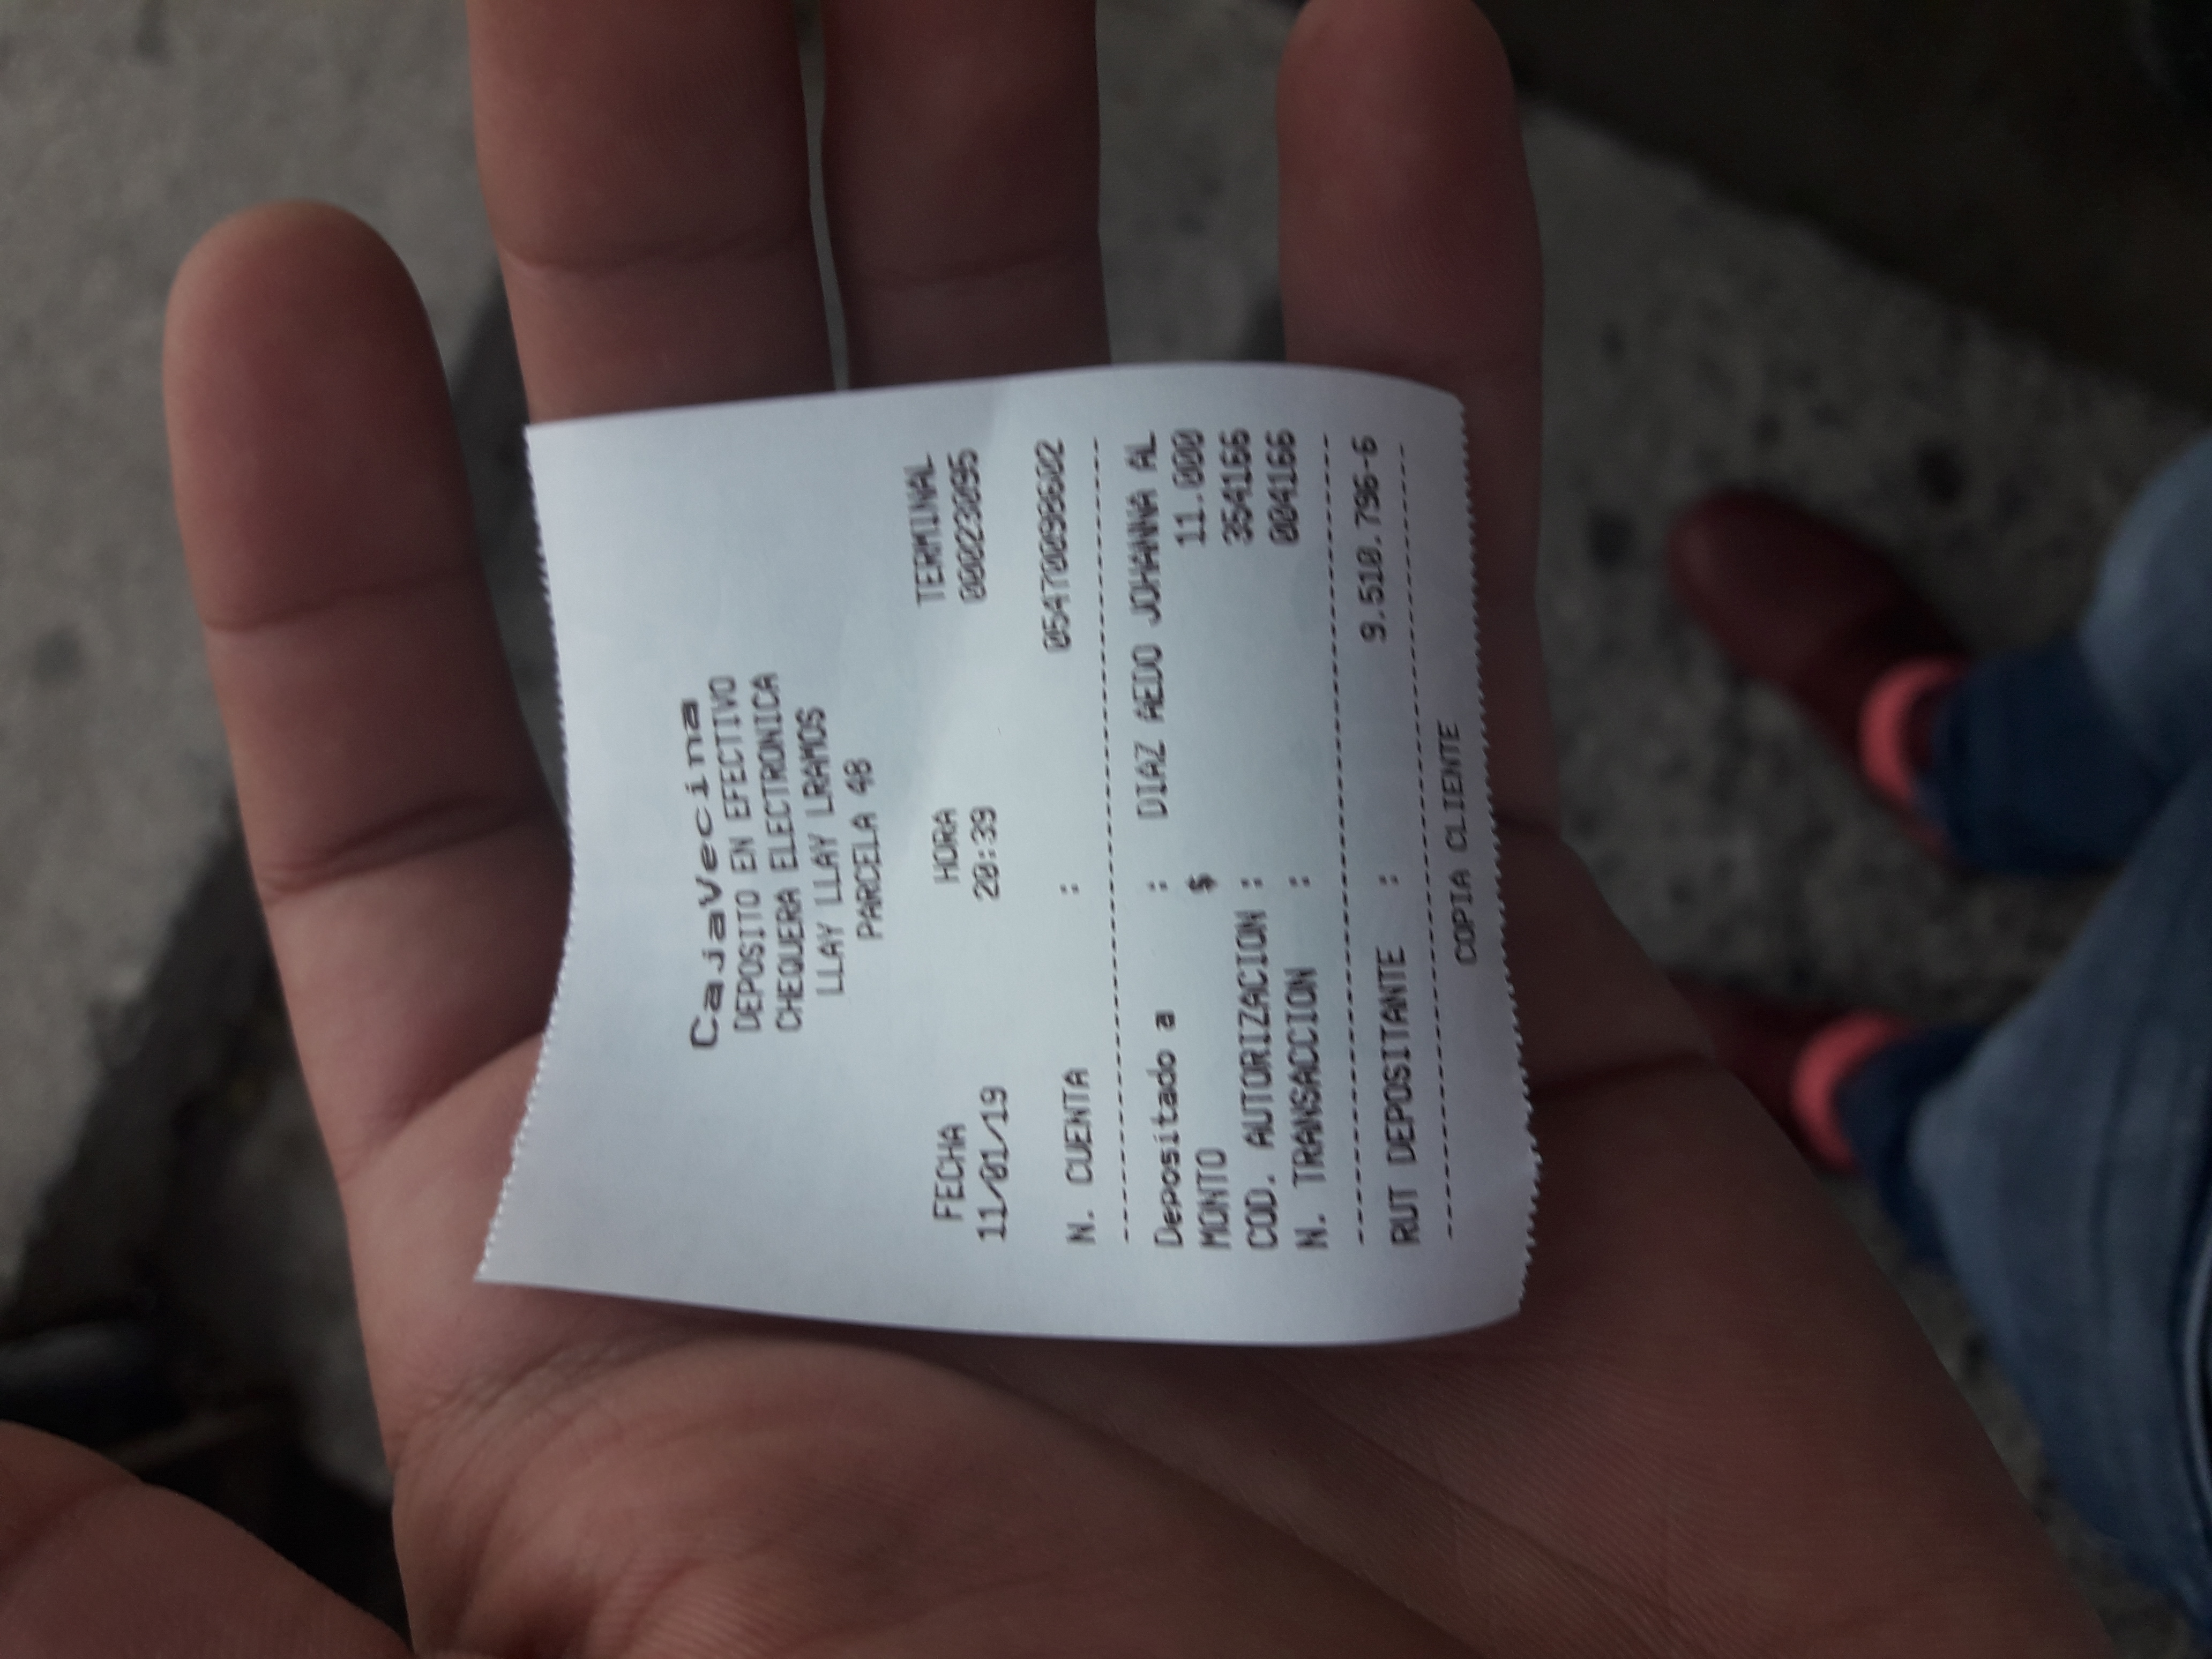 CajaVecina
DEPOSITO EN EFECTIVO
CHEQUERA ELECTRONICA
LLAY LLAY LRAMOS
PARCELA 48
FECHA HORA TERMINAL
11/01/19 20:39 00023095
N. CUENTA : 05470098602
Depositado a : DIAZ AEDO JOHANNA AL
MONTO $ 11.000
COD. AUTORIZACION : 354166
N. TRANSACCION : 004166
RUT DEPOSITANTE : 9.510.796-6
COPIA CLIENTE